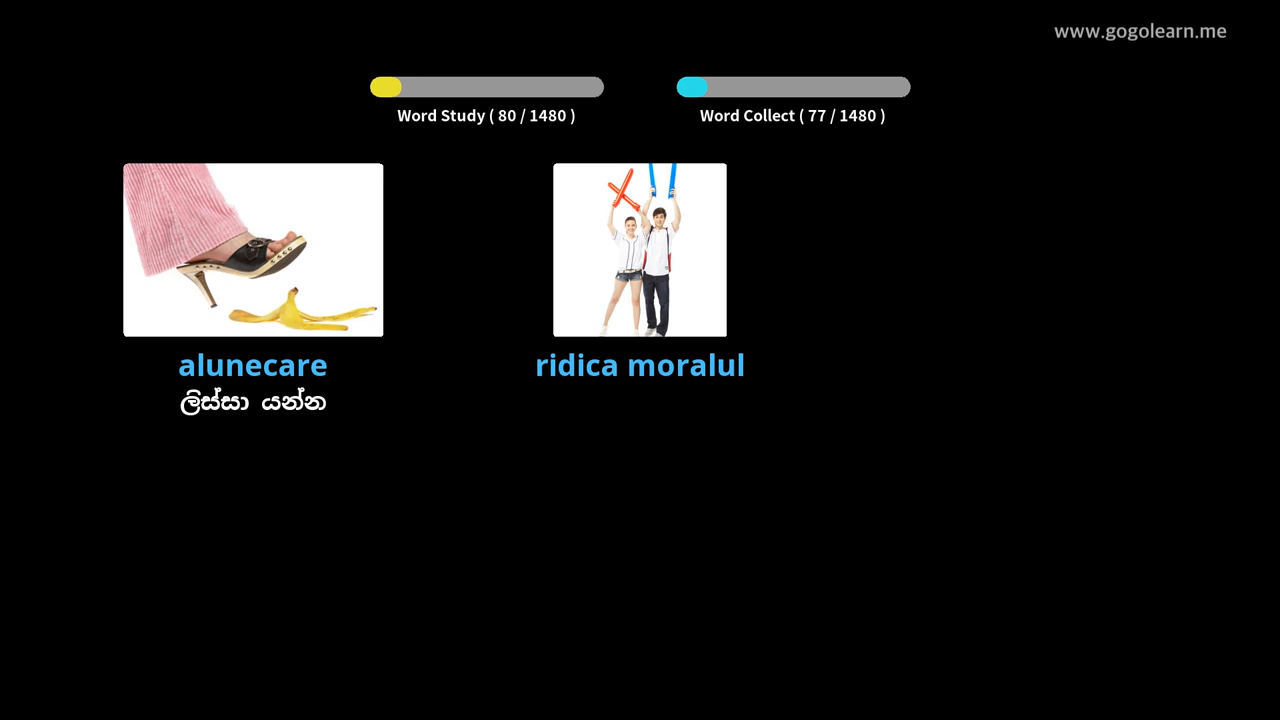 www.gogolearn.me
Word Study ( 80 / 1480 )
Word Collect ( 77 / 1480 )
alunecare
ලිස්සා යන්න
ridica moralul